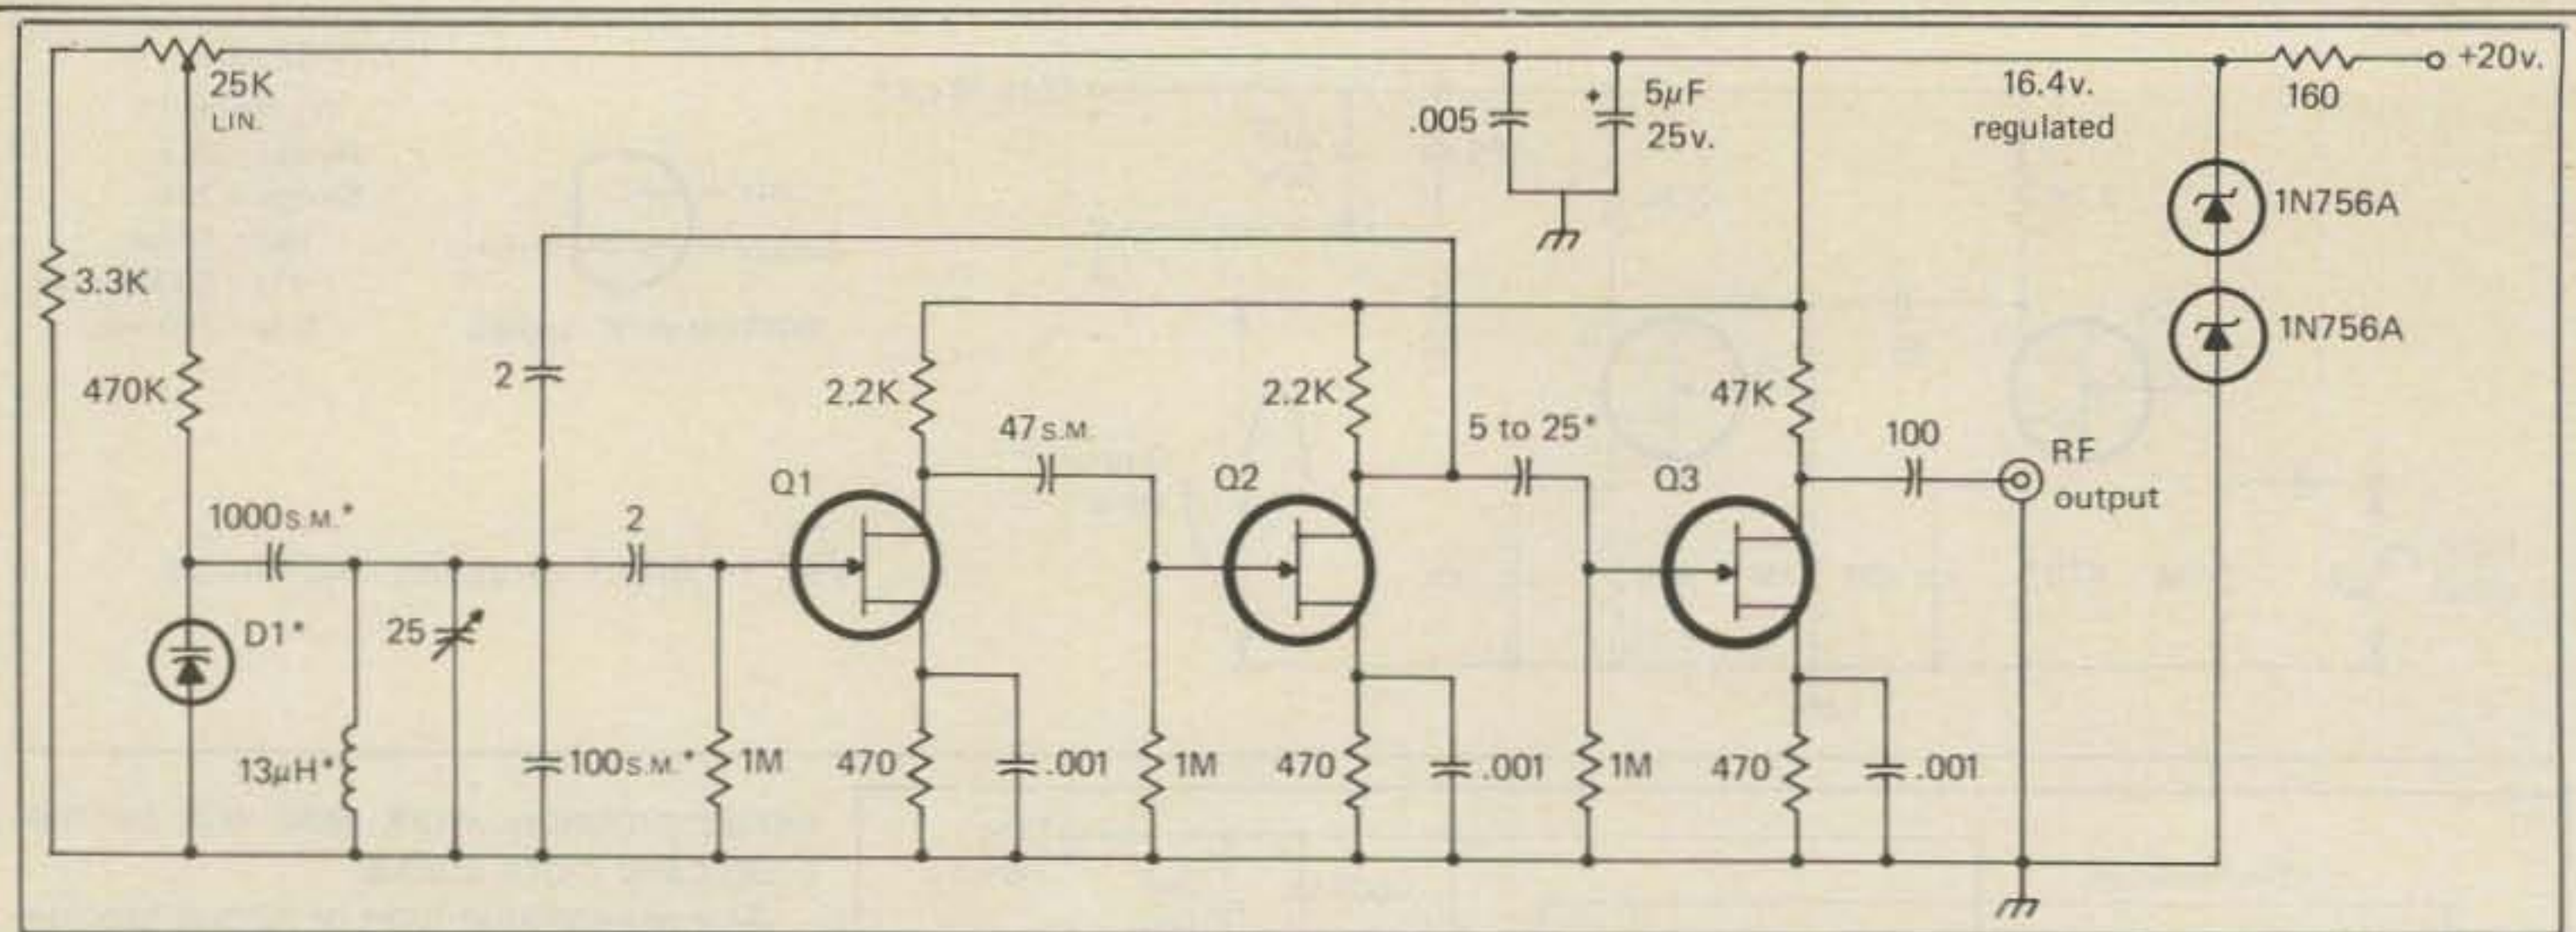 25K
LIN.
.005
5µF
25v.
16.4v.
regulated
160
+20v.
1N756A
1N756A
3.3K
470K
2
2.2K
47 S.M.
2.2K
5 to 25*
47K
100
RF
output
Q1
Q2
Q3
1000 S.M.*
2
D1*
25
13µH*
100 S.M.*
1M
470
.001
1M
470
.001
1M
470
.001